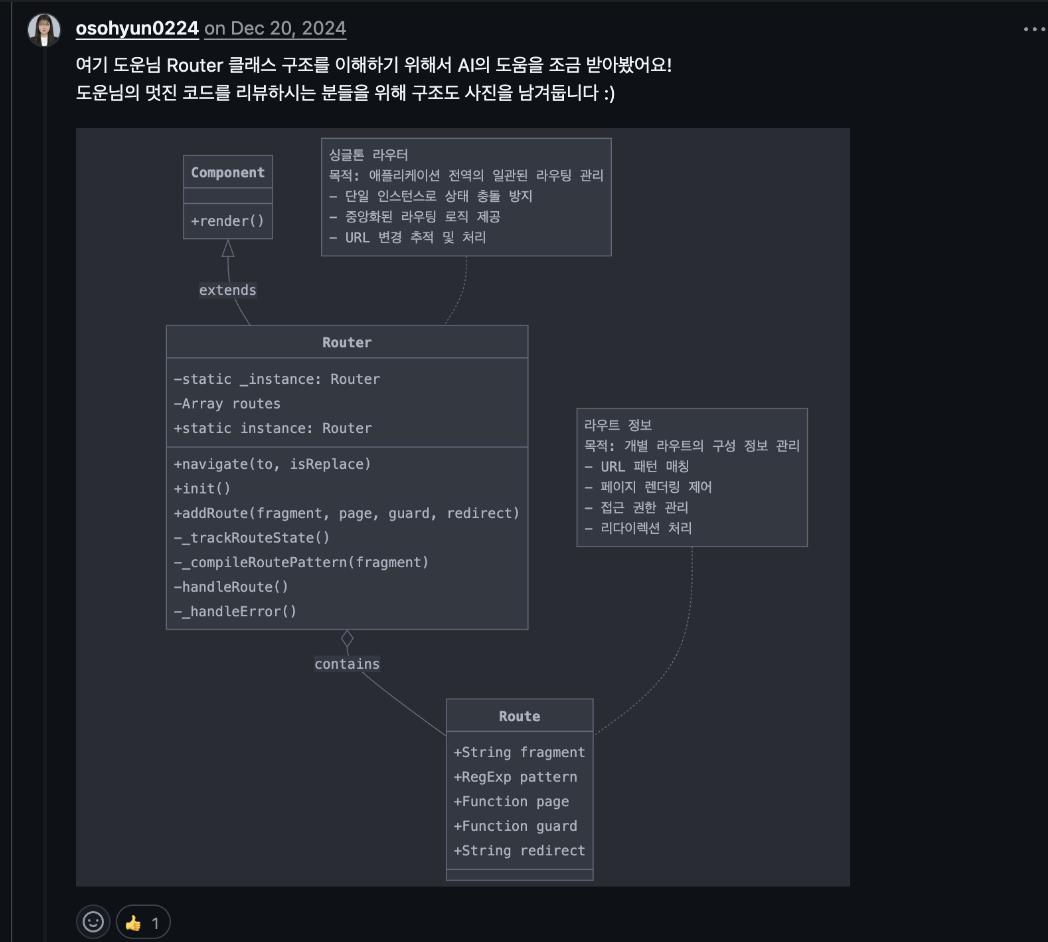 osohyun0224 on Dec 20, 2024
여기 도운님 Router 클래스 구조를 이해하기 위해서 AI의 도움을 조금 받아봤어요!
도운님의 멋진 코드를 리뷰하시는 분들을 위해 구조도 사진을 남겨둡니다 :)
Component
+render()
싱글톤 라우터
목적: 애플리케이션 전역의 일관된 라우팅 관리
- 단일 인스턴스로 상태 충돌 방지
- 중앙화된 라우팅 로직 제공
- URL 변경 추적 및 처리
extends
Router
-static _instance: Router
-Array routes
+static instance: Router
+navigate(to, isReplace)
+init()
+addRoute(fragment, page, guard, redirect)
-_trackRouteState()
-_compileRoutePattern(fragment)
-handleRoute()
-_handleError()
라우트 정보
목적: 개별 라우트의 구성 정보 관리
- URL 패턴 매칭
- 페이지 렌더링 제어
- 접근 권한 관리
- 리다이렉션 처리
contains
Route
+String fragment
+RegExp pattern
+Function page
+Function guard
+String redirect
👍 1